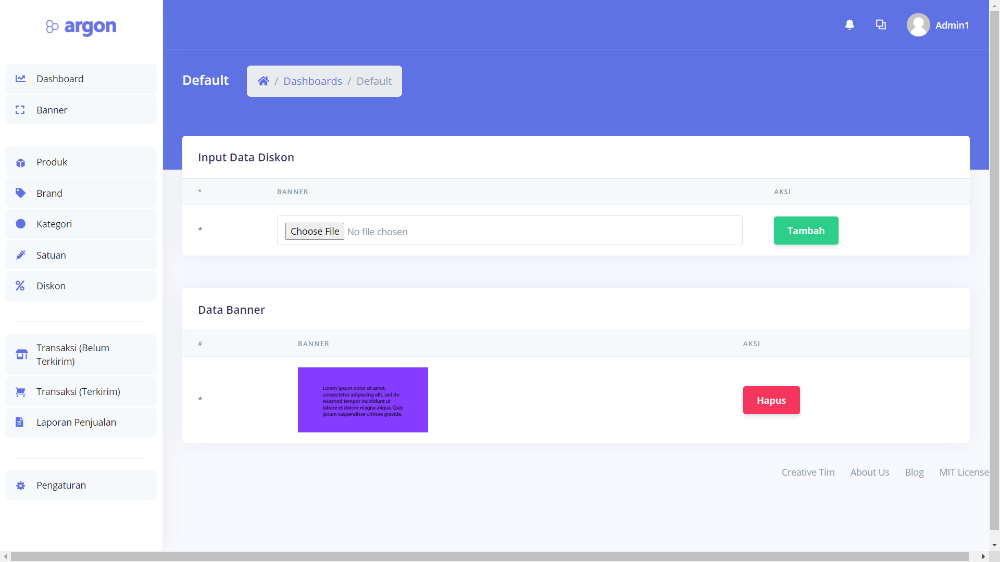 argon
Admin1
Dashboard
Banner
Produk
Brand
Kategori
Satuan
Diskon
Transaksi (Belum
Terkirim)
Transaksi (Terkirim)
Laporan Penjualan
Pengaturan
Default
/ Dashboards / Default
Input Data Diskon
* BANNER AKSI
* Choose File No file chosen Tambah
Data Banner
# BANNER AKSI
*
Lorem ipsum dolor sit amet,
consectetur adipiscing elit, sed do
eiusmod tempor incididunt ut
labore et dolore magna aliqua. Quis
ipsum suspendisse ultrices gravida.
Hapus
Creative Tim About Us Blog MIT License